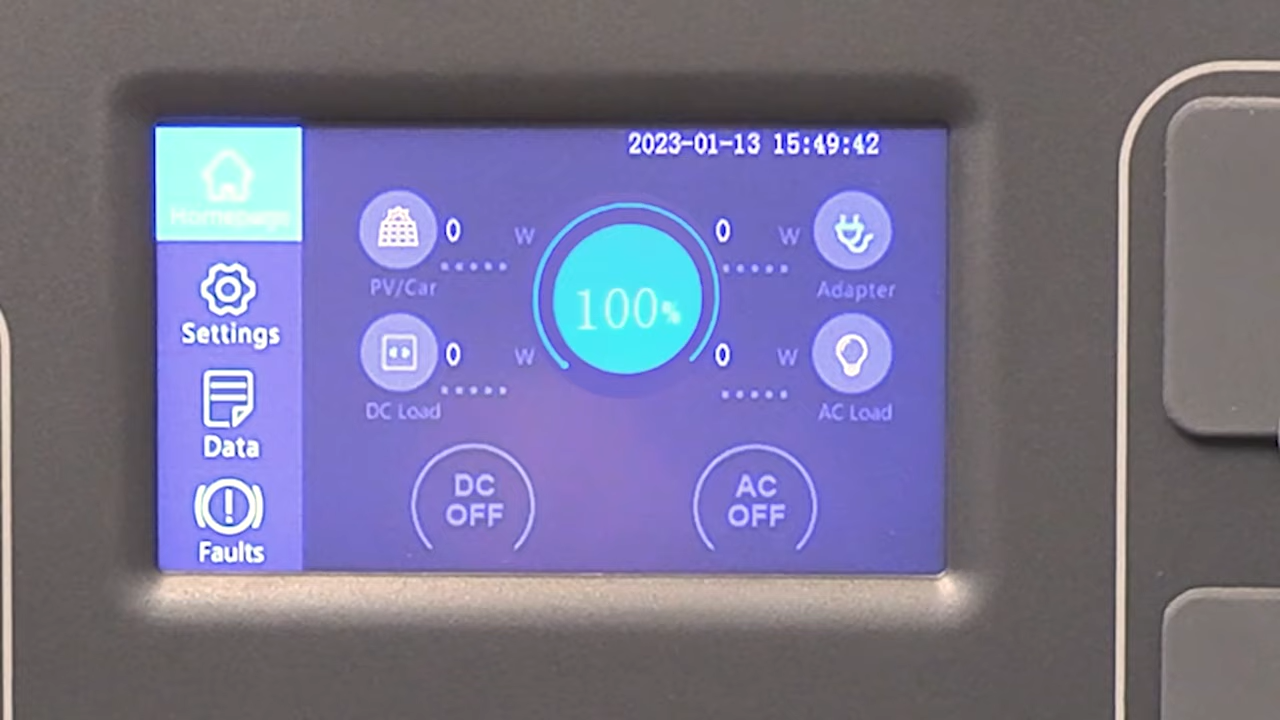 2023-01-13 15:49:42
Homepage
Settings
Data
Faults
0 W
PV/Car
0 W
DC Load
100%
0 W
Adapter
0 W
AC Load
DC
OFF
AC
OFF